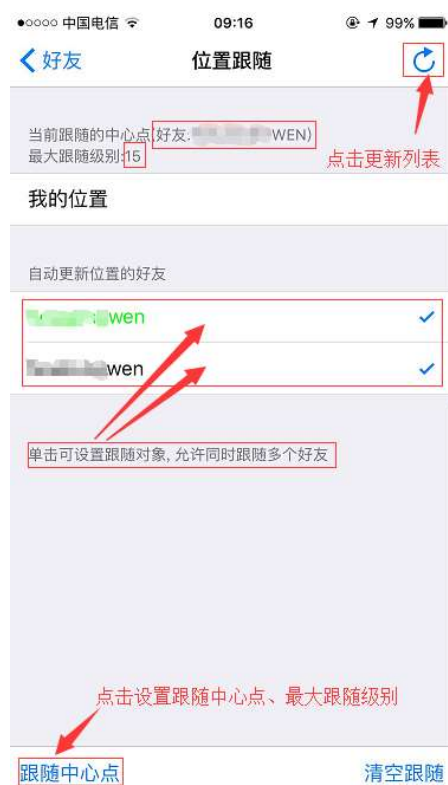 中国电信 09:16 99%
好友 位置跟随
当前跟随的中心点(好友. WEN)
最大跟随级别:15
点击更新列表
我的位置
自动更新位置的好友
wen
wen
单击可设置跟随对象, 允许同时跟随多个好友
点击设置跟随中心点、最大跟随级别
跟随中心点 清空跟随